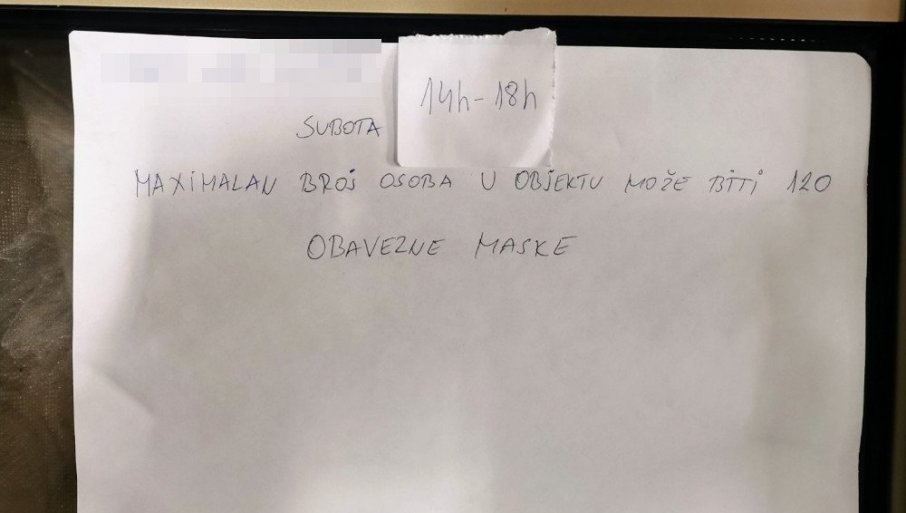 SUBOTA 14h-18h
MAXIMALAN BROJ OSOBA U OBJEKTU MOŽE BITI 120
OBAVEZNE MASKE